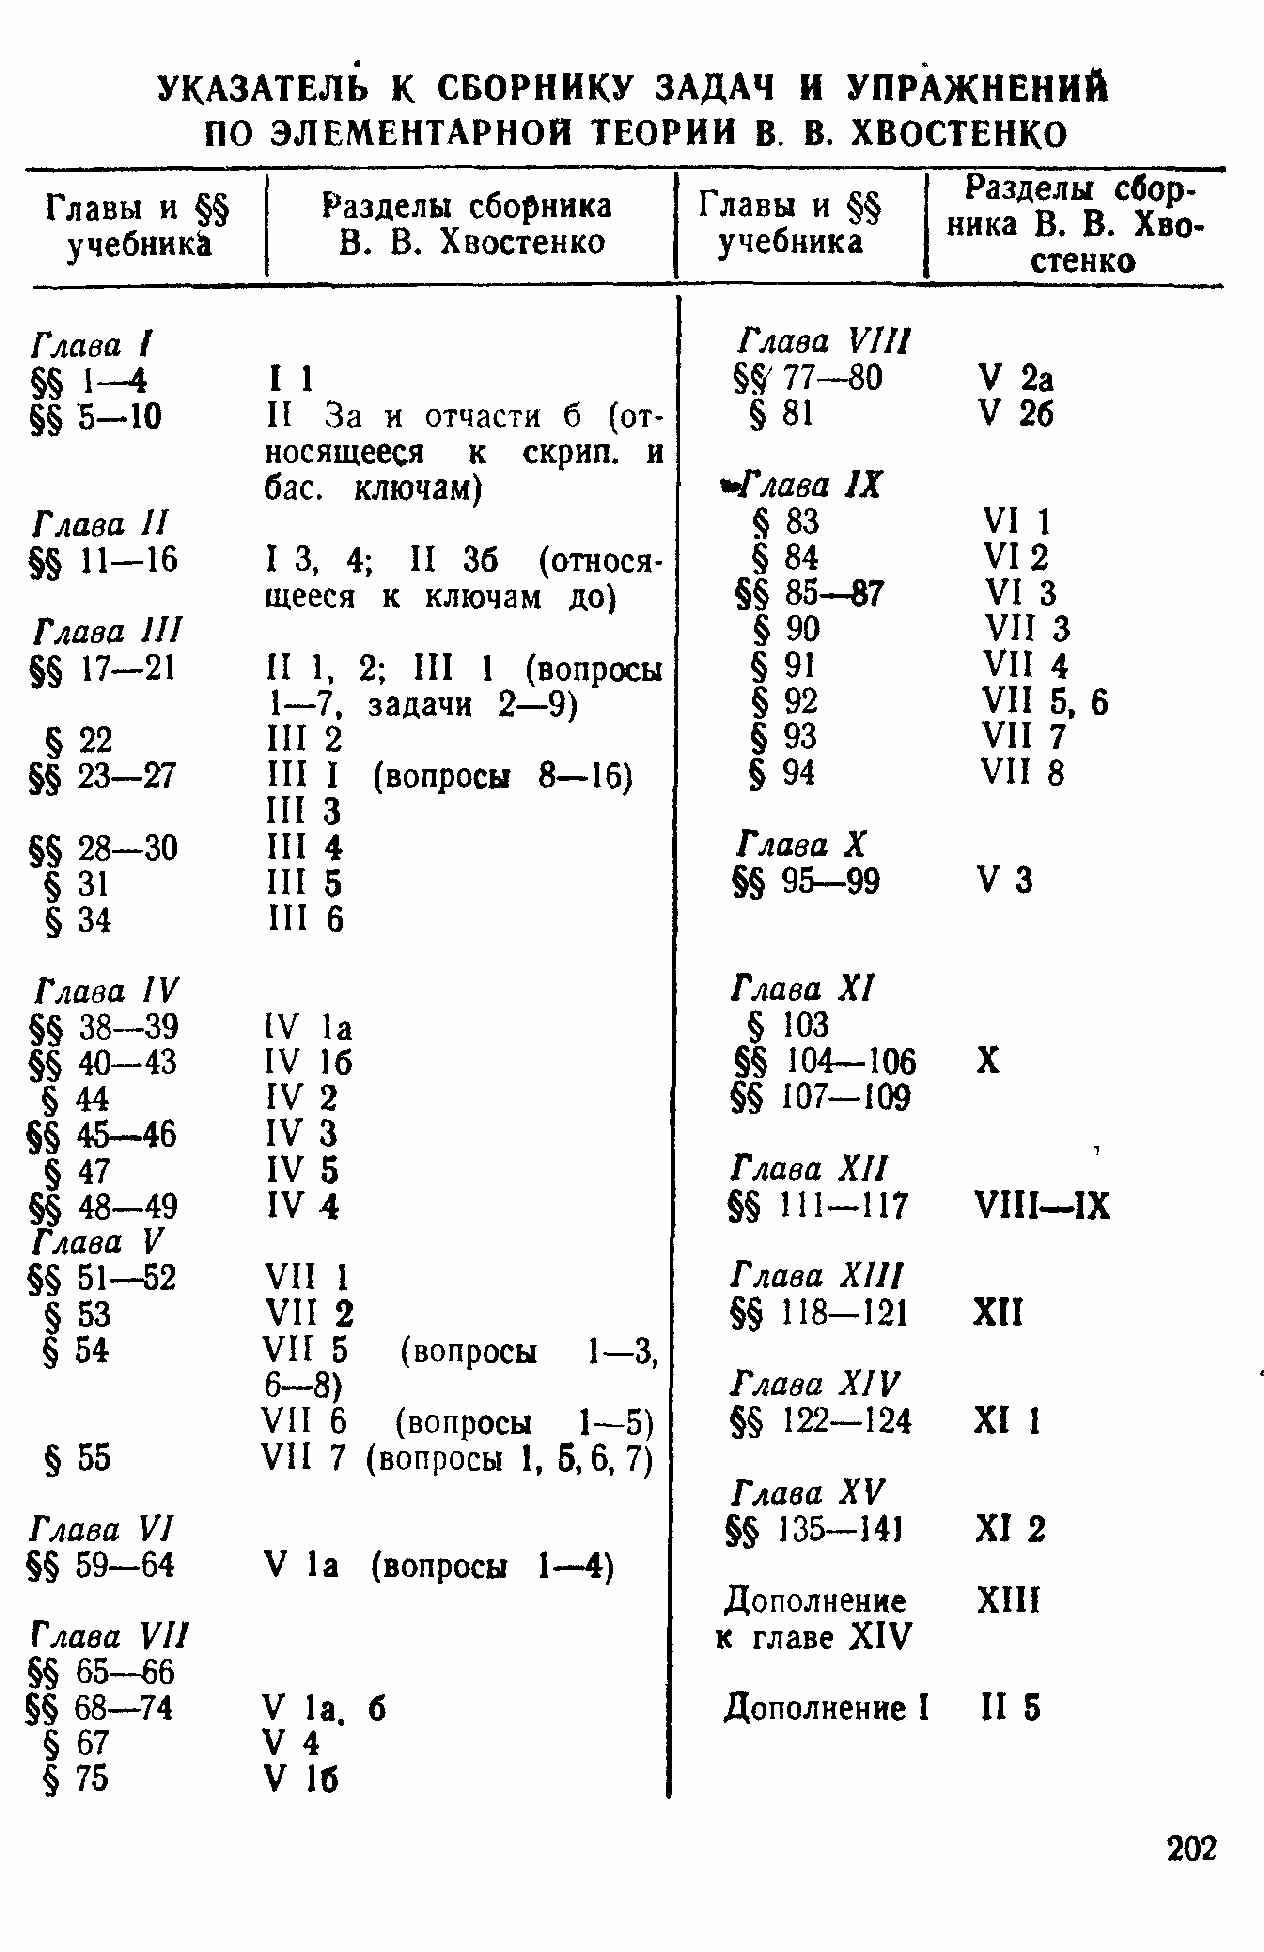 УКАЗАТЕЛЬ К СБОРНИКУ ЗАДАЧ И УПРАЖНЕНИЙ
ПО ЭЛЕМЕНТАРНОЙ ТЕОРИИ В. В. ХВОСТЕНКО
Главы и §§
учебника
Разделы сборника
В. В. Хвостенко
Главы и §§
учебника
Разделы сбор-
ника В. В. Хво-
стенко
Глава I
§§ 1—4 I 1
§§ 5—10 II 3а и отчасти б (от-
носящееся к скрип. и
бас. ключам)
Глава II
§§ 11—16 I 3, 4; II 3б (относя-
щееся к ключам до)
Глава III
§§ 17—21 II 1, 2; III 1 (вопросы
1—7, задачи 2—9)
§ 22 III 2
§§ 23—27 III I (вопросы 8—16)
III 3
§§ 28—30 III 4
§ 31 III 5
§ 34 III 6
Глава IV
§§ 38—39 IV 1а
§§ 40—43 IV 1б
§ 44 IV 2
§§ 45—46 IV 3
§ 47 IV 5
§§ 48—49 IV 4
Глава V
§§ 51—52 VII 1
§ 53 VII 2
§ 54 VII 5 (вопросы 1—3,
6—8)
VII 6 (вопросы 1—5)
§ 55 VII 7 (вопросы 1, 5, 6, 7)
Глава VI
§§ 59—64 V 1а (вопросы 1—4)
Глава VII
§§ 65—66
§§ 68—74 V 1а, б
§ 67 V 4
§ 75 V 1б
Глава VIII
§§ 77—80 V 2а
§ 81 V 2б
Глава IX
§ 83 VI 1
§ 84 VI 2
§§ 85—87 VI 3
§ 90 VII 3
§ 91 VII 4
§ 92 VII 5, 6
§ 93 VII 7
§ 94 VII 8
Глава X
§§ 95—99 V 3
Глава XI
§ 103
§§ 104—106 X
§§ 107—109
Глава XII
§§ 111—117 VIII—IX
Глава XIII
§§ 118—121 XII
Глава XIV
§§ 122—124 XI 1
Глава XV
§§ 135—141 XI 2
Дополнение XIII
к главе XIV
Дополнение I II 5
202